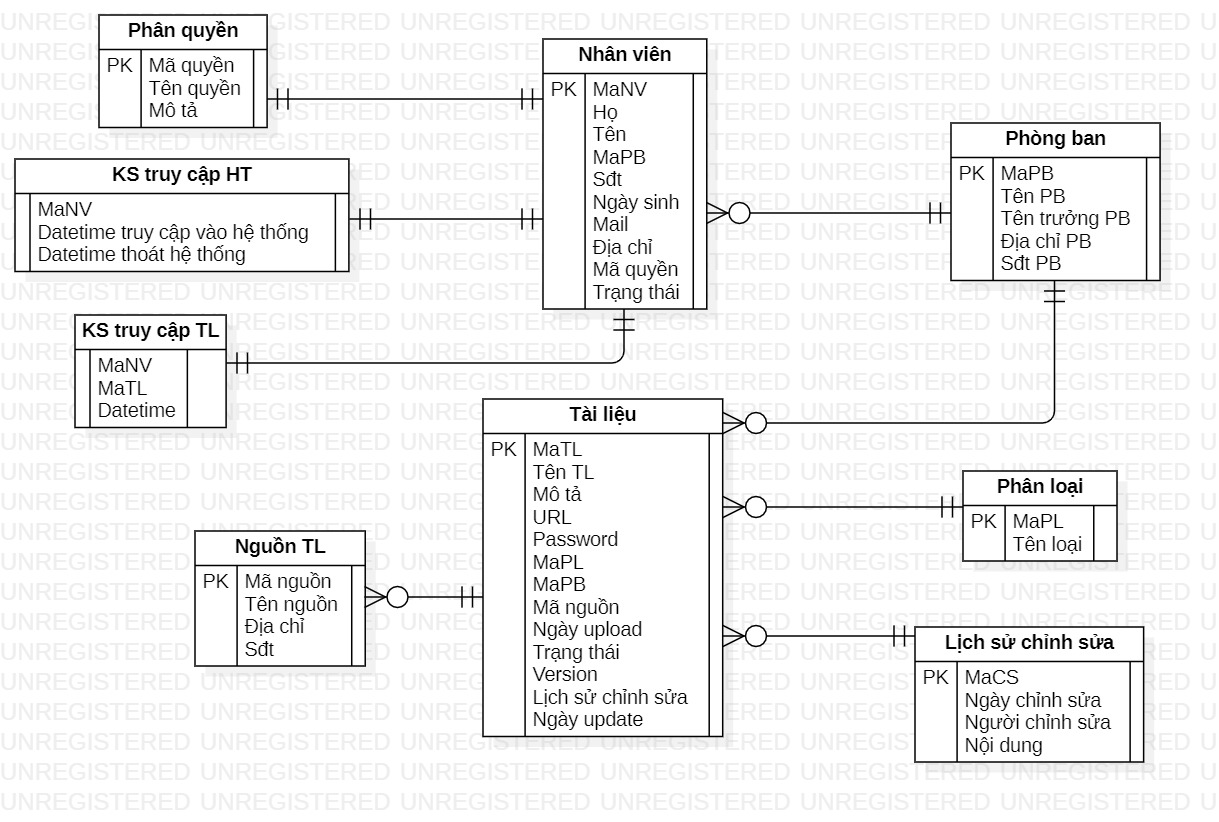 Phân quyền
PK
Mã quyền
Tên quyền
Mô tả
KS truy cập HT
MaNV
Datetime truy cập vào hệ thống
Datetime thoát hệ thống
KS truy cập TL
MaNV
MaTL
Datetime
Nhân viên
PK
MaNV
Họ
Tên
MaPB
Sđt
Ngày sinh
Mail
Địa chỉ
Mã quyền
Trạng thái
Phòng ban
PK
MaPB
Tên PB
Tên trưởng PB
Địa chỉ PB
Sđt PB
Tài liệu
PK
MaTL
Tên TL
Mô tả
URL
Password
MaPL
MaPB
Mã nguồn
Ngày upload
Trạng thái
Version
Lịch sử chỉnh sửa
Ngày update
Nguồn TL
PK
Mã nguồn
Tên nguồn
Địa chỉ
Sđt
Phân loại
PK
MaPL
Tên loại
Lịch sử chỉnh sửa
PK
MaCS
Ngày chỉnh sửa
Người chỉnh sửa
Nội dung
UNREGISTERED